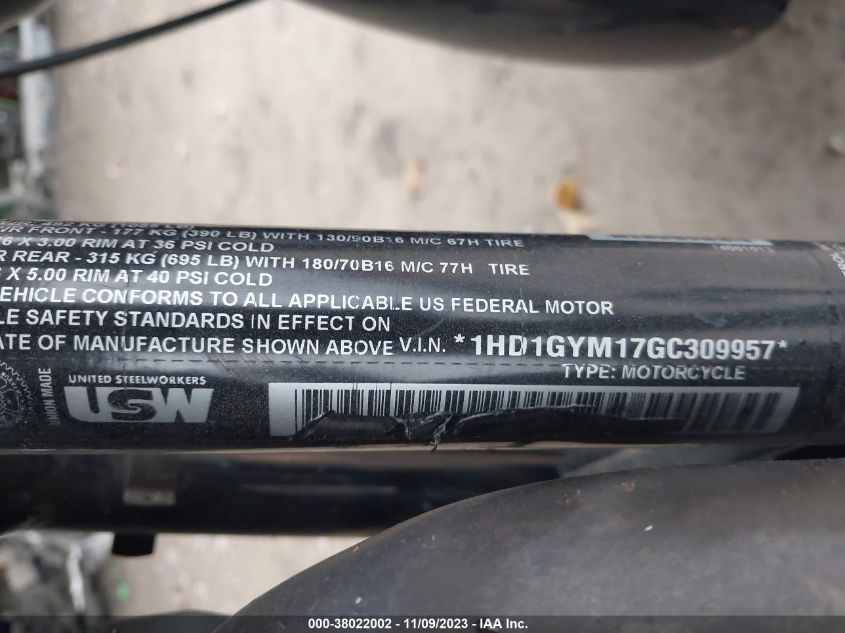 IR FRONT - 177 KG (390 LB) WITH 130/90B16 M/C 67H TIRE
6 X 3.00 RIM AT 36 PSI COLD
R REAR - 315 KG (695 LB) WITH 180/70B16 M/C 77H TIRE
X 5.00 RIM AT 40 PSI COLD
EHICLE CONFORMS TO ALL APPLICABLE US FEDERAL MOTOR
LE SAFETY STANDARDS IN EFFECT ON
ATE OF MANUFACTURE SHOWN ABOVE V.I.N. *1HD1GYM17GC309957*
TYPE: MOTORCYCLE
UNION MADE
UNITED STEELWORKERS
USW
000-38022002 - 11/09/2023 - IAA Inc.